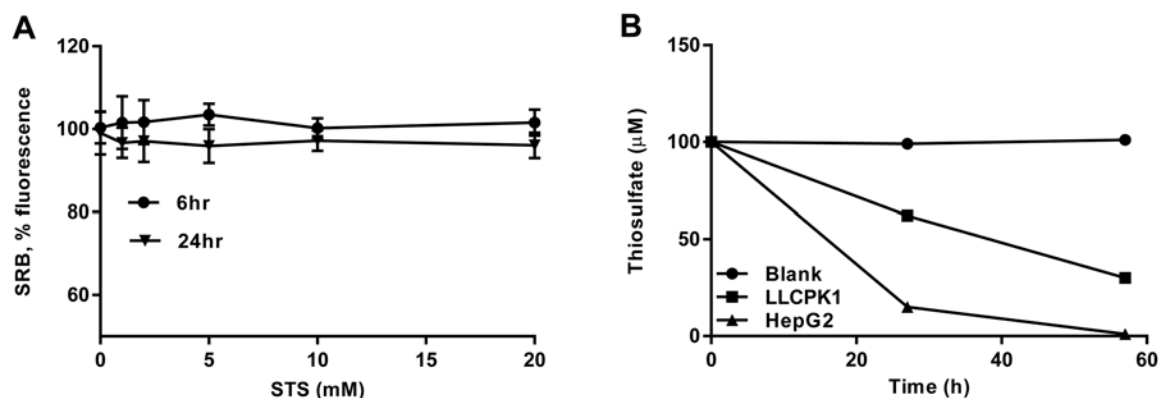 A
120
100
80
60
SRB, % fluorescence
6hr
24hr
0
5
10
15
20
STS (mM)
B
150
100
50
0
Thiosulfate (μM)
Blank
LLCPK1
HepG2
0
20
40
60
Time (h)